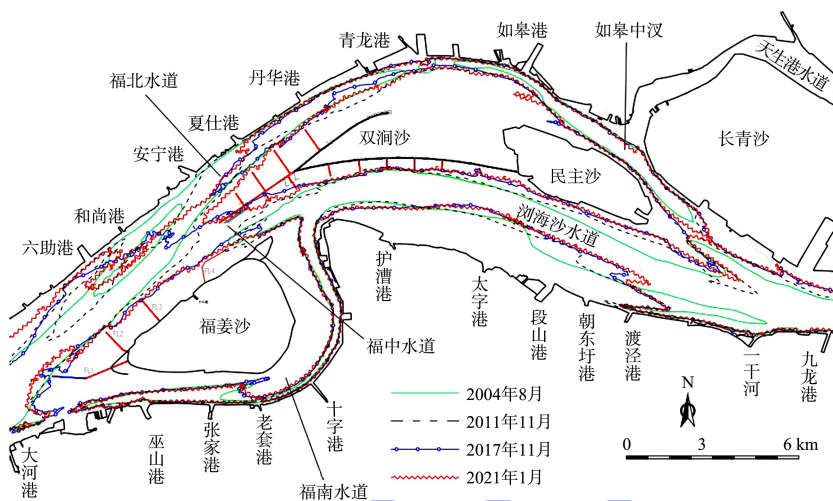 如皋港
如皋中汊
青龙港
天生港水道
丹华港
福北水道
夏仕港
双涧沙
长青沙
安宁港
民主沙
和尚港
浏海沙水道
六助港
护漕港
FL4
太字港
FL3
福姜沙
段山港
朝东圩港
渡泾港
FL2
福中水道
一干河
九龙港
FL1
N
2004年8月
2011年11月
0 3 6 km
2017年11月
2021年1月
大河港
巫山港
张家港
老套港
十字港
福南水道